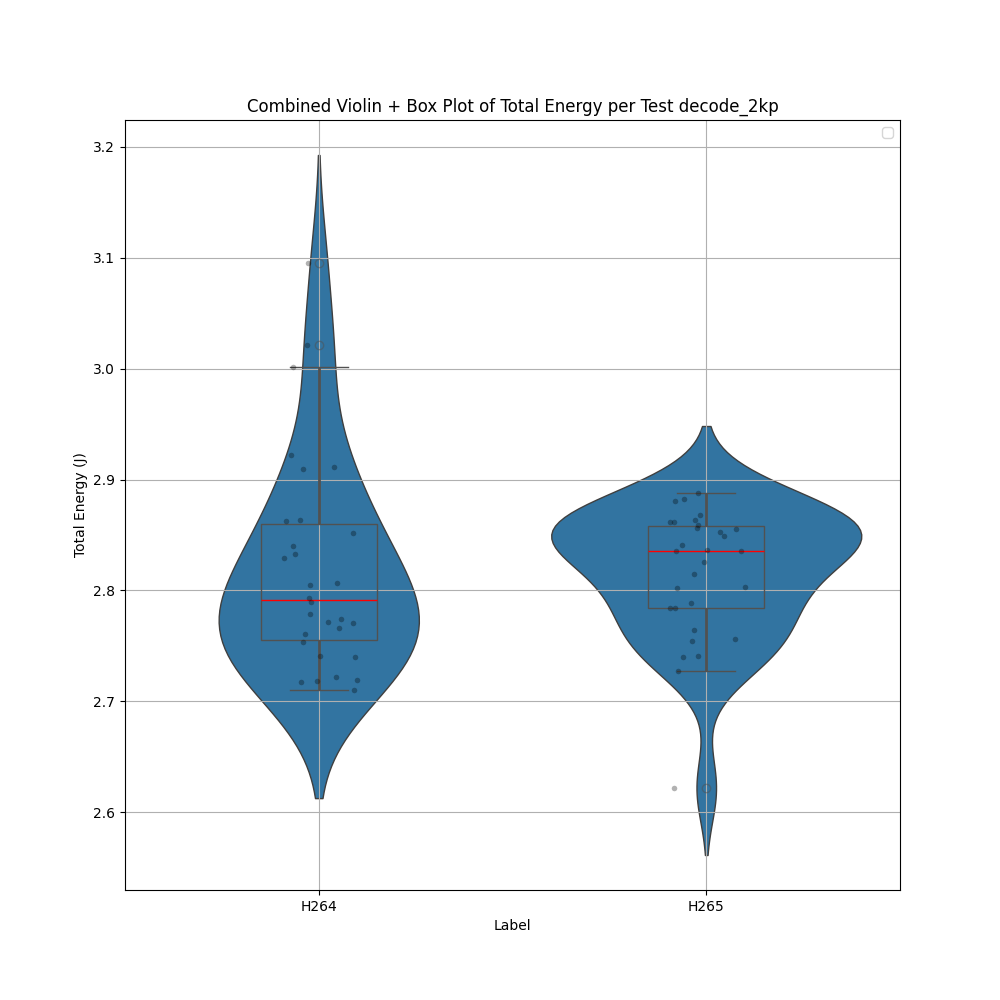 Combined Violin + Box Plot of Total Energy per Test decode_2kp
3.2
3.1
3.0
2.9
2.8
2.7
2.6
Total Energy (J)
H264
H265
Label